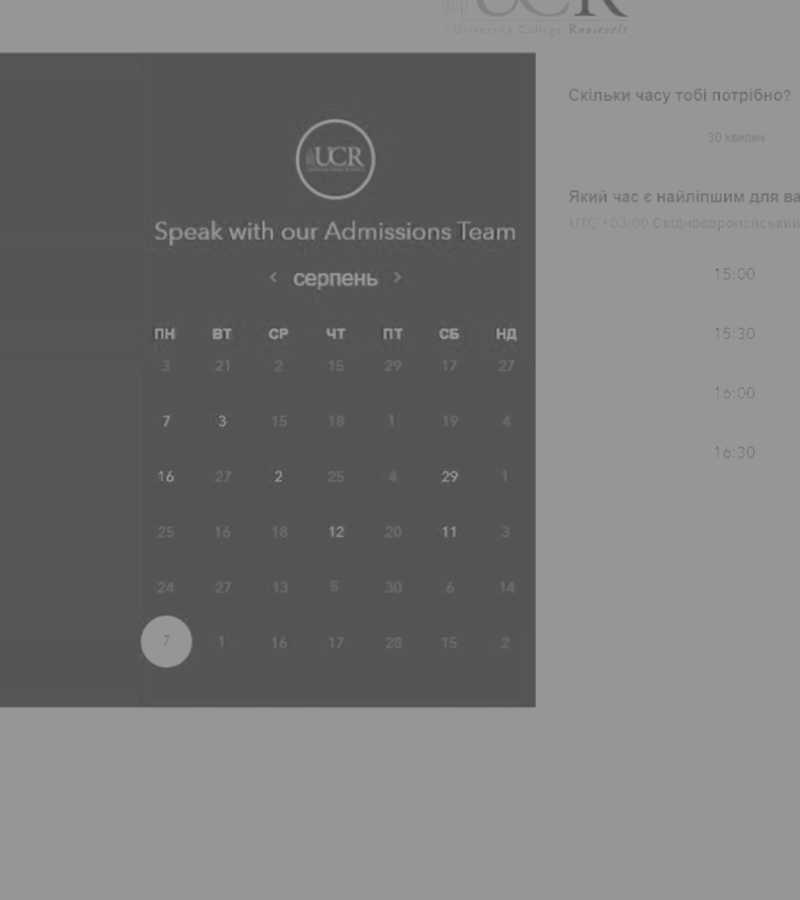 UCR
University College Roosevelt
UCR
Speak with our Admissions Team
‹ серпень ›
ПН ВТ СР ЧТ ПТ СБ НД
3 21 2 15 29 17 27
7 3 15 18 1 19 4
16 27 2 25 4 29 1
25 16 18 12 20 11 3
24 27 13 5 30 6 14
7 1 16 17 28 15 2
Скільки часу тобі потрібно?
30 хвилин
Який час є найліпшим для ва
UTC +03:00 Східноєвропейський
15:00
15:30
16:00
16:30